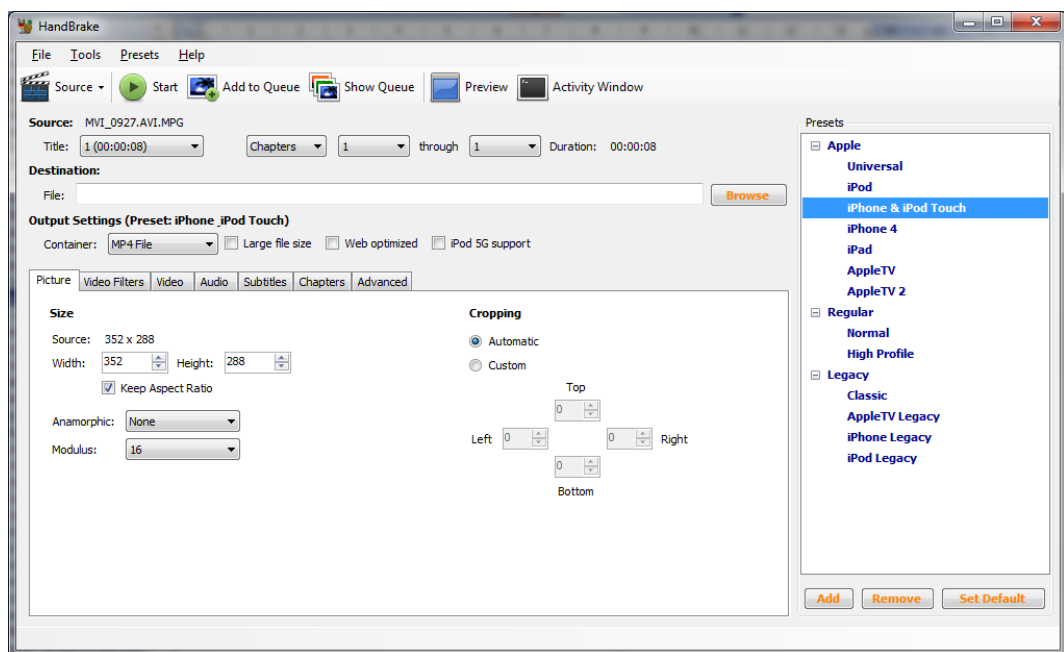 HandBrake
File Tools Presets Help
Source Start Add to Queue Show Queue Preview Activity Window
Source: MVI_0927.AVI.MPG
Title: 1 (00:00:08) Chapters 1 through 1 Duration: 00:00:08
Destination:
File: Browse
Output Settings (Preset: iPhone_iPod Touch)
Container: MP4 File Large file size Web optimized iPod 5G support
Picture Video Filters Video Audio Subtitles Chapters Advanced
Size
Source: 352 x 288
Width: 352 Height: 288
Keep Aspect Ratio
Anamorphic: None
Modulus: 16
Cropping
Automatic
Custom
Top
0
Left 0 0 Right
0
Bottom
Presets
Apple
Universal
iPod
iPhone & iPod Touch
iPhone 4
iPad
AppleTV
AppleTV 2
Regular
Normal
High Profile
Legacy
Classic
AppleTV Legacy
iPhone Legacy
iPod Legacy
Add Remove Set Default